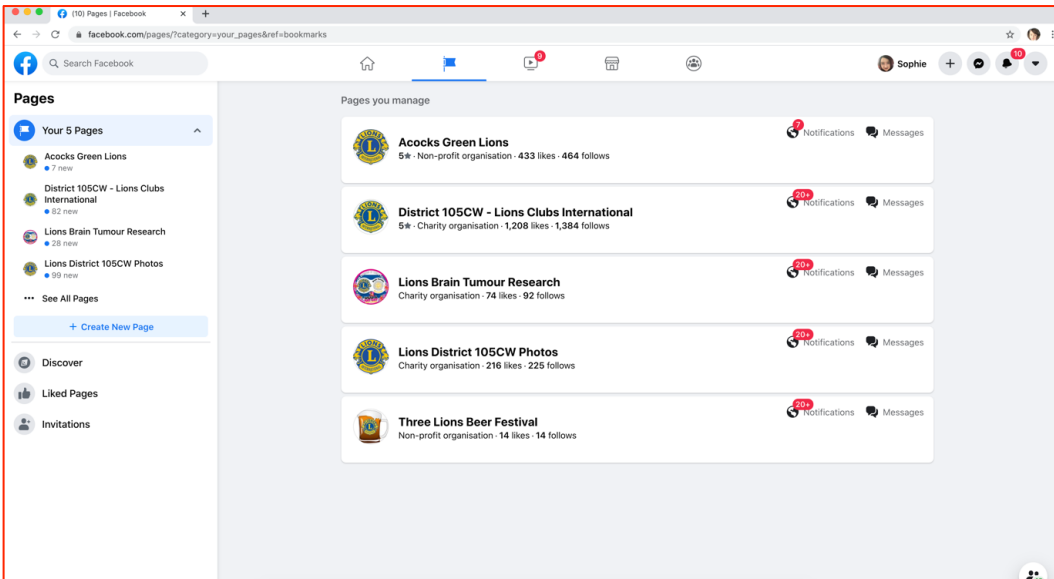 (10) Pages | Facebook
facebook.com/pages/?category=your_pages&ref=bookmarks
Search Facebook
9
Sophie
10
Pages
Your 5 Pages
Acocks Green Lions
7 new
District 105CW - Lions Clubs
International
82 new
Lions Brain Tumour Research
28 new
Lions District 105CW Photos
99 new
See All Pages
+ Create New Page
Discover
Liked Pages
Invitations
Pages you manage
Acocks Green Lions
5★ · Non-profit organisation · 433 likes · 464 follows
7
Notifications
Messages
District 105CW - Lions Clubs International
5★ · Charity organisation · 1,208 likes · 1,384 follows
20+
Notifications
Messages
Lions Brain Tumour Research
Charity organisation · 74 likes · 92 follows
20+
Notifications
Messages
Lions District 105CW Photos
Charity organisation · 216 likes · 225 follows
20+
Notifications
Messages
Three Lions Beer Festival
Non-profit organisation · 14 likes · 14 follows
20+
Notifications
Messages